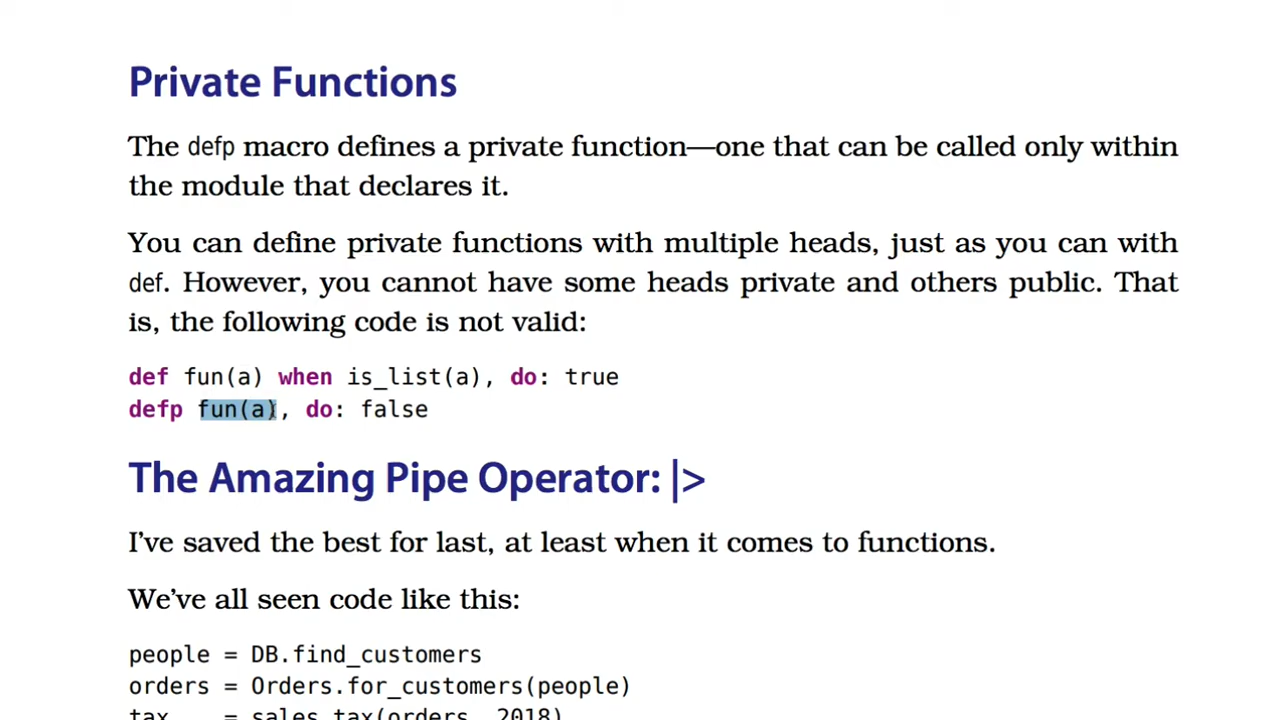 Private Functions
The defp macro defines a private function—one that can be called only within
the module that declares it.
You can define private functions with multiple heads, just as you can with
def. However, you cannot have some heads private and others public. That
is, the following code is not valid:
def fun(a) when is_list(a), do: true
defp fun(a), do: false
The Amazing Pipe Operator: |>
I’ve saved the best for last, at least when it comes to functions.
We’ve all seen code like this:
people = DB.find_customers
orders = Orders.for_customers(people)
tax    = sales_tax(orders, 2018)